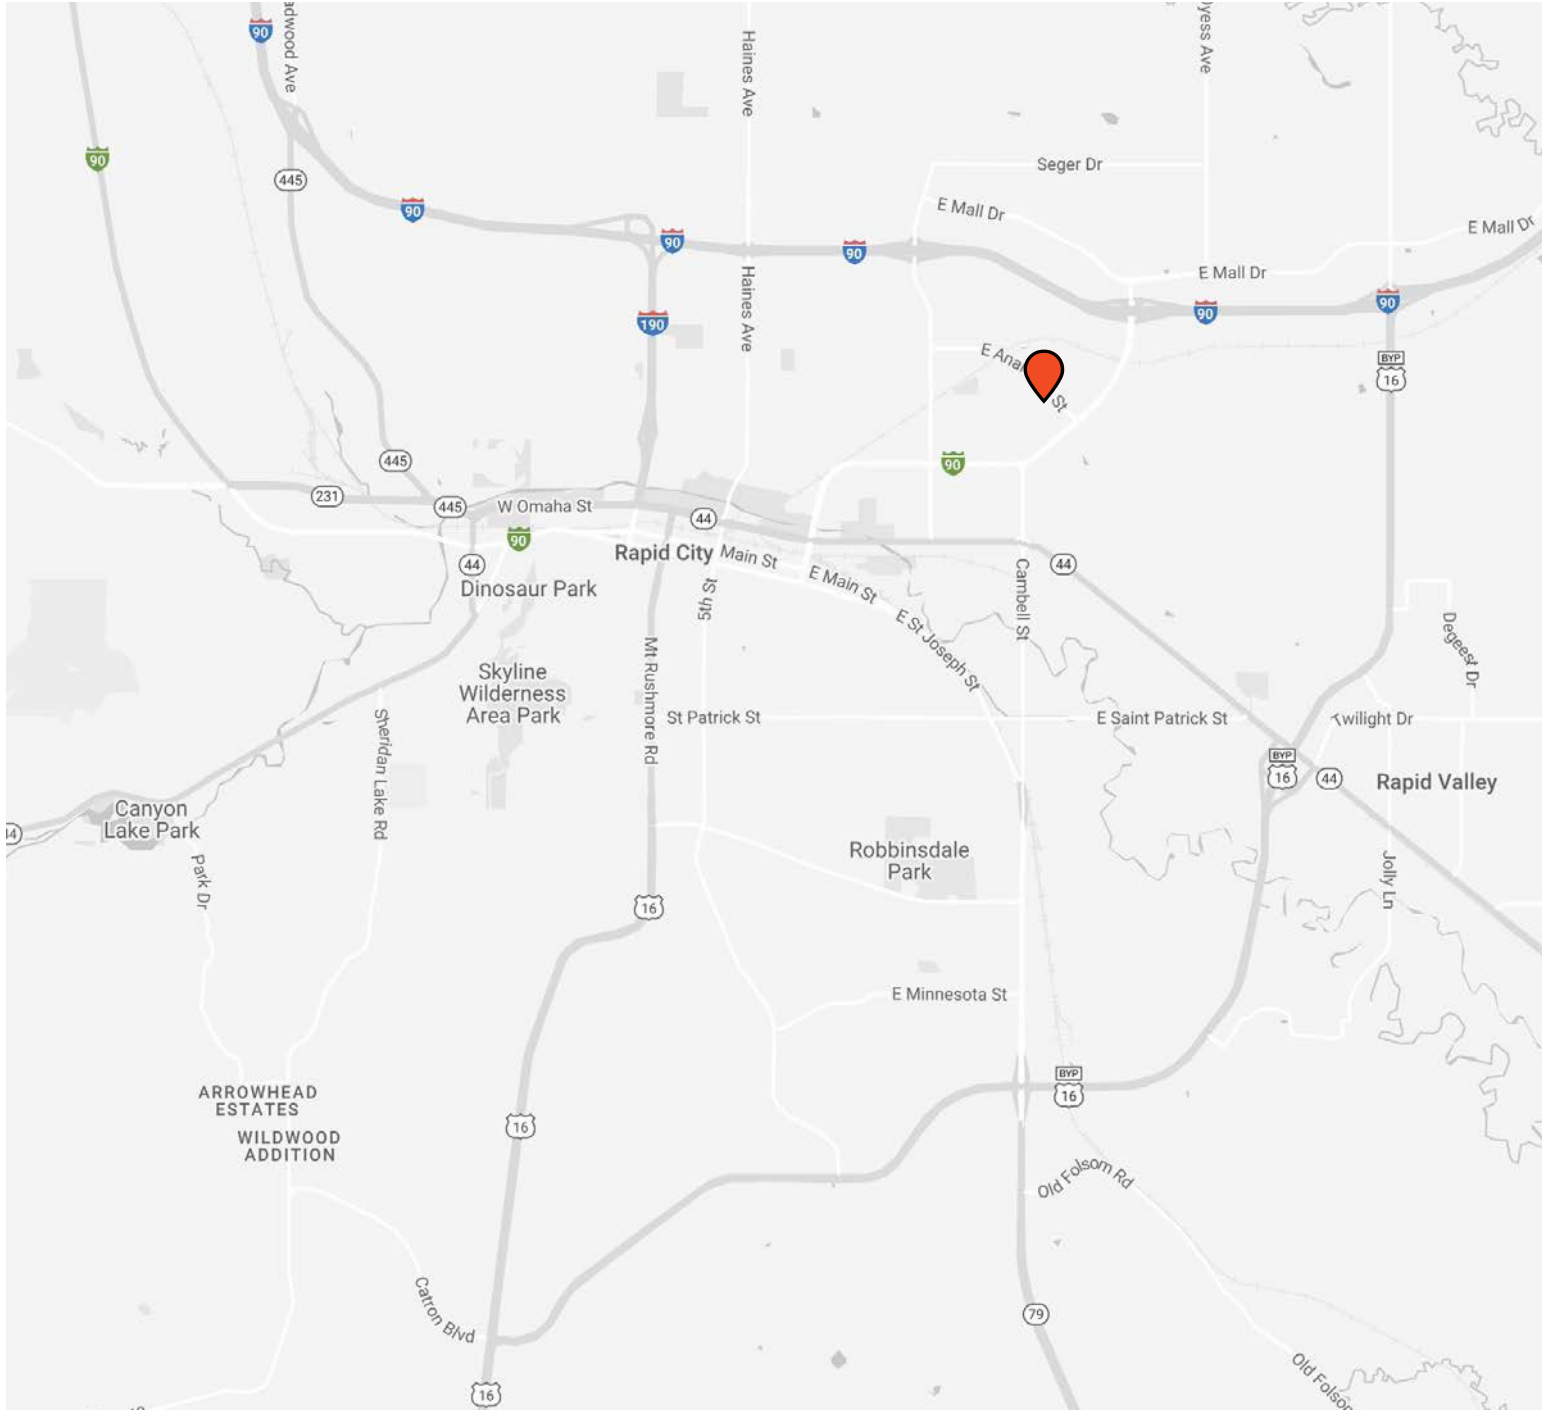 90
adwood Ave
Haines Ave
Dyess Ave
90
445
Seger Dr
90
E Mall Dr
90
90
E Mall Dr
Haines Ave
E Mall Dr
190
90
90
E Ana
St
BYP
16
445
90
231
445
W Omaha St
44
90
Rapid City
Main St
44
Dinosaur Park
5th St
E Main St
E St Joseph St
Cambell St
44
Degeest Dr
Skyline
Wilderness
Area Park
Mt Rushmore Rd
St Patrick St
E Saint Patrick St
Twilight Dr
Sheridan Lake Rd
BYP
16
44
Rapid Valley
Canyon
Lake Park
Park Dr
Robbinsdale
Park
Jolly Ln
16
E Minnesota St
ARROWHEAD
ESTATES
WILDWOOD
ADDITION
16
BYP
16
Old Folsom Rd
Catron Blvd
79
16
Old Folso